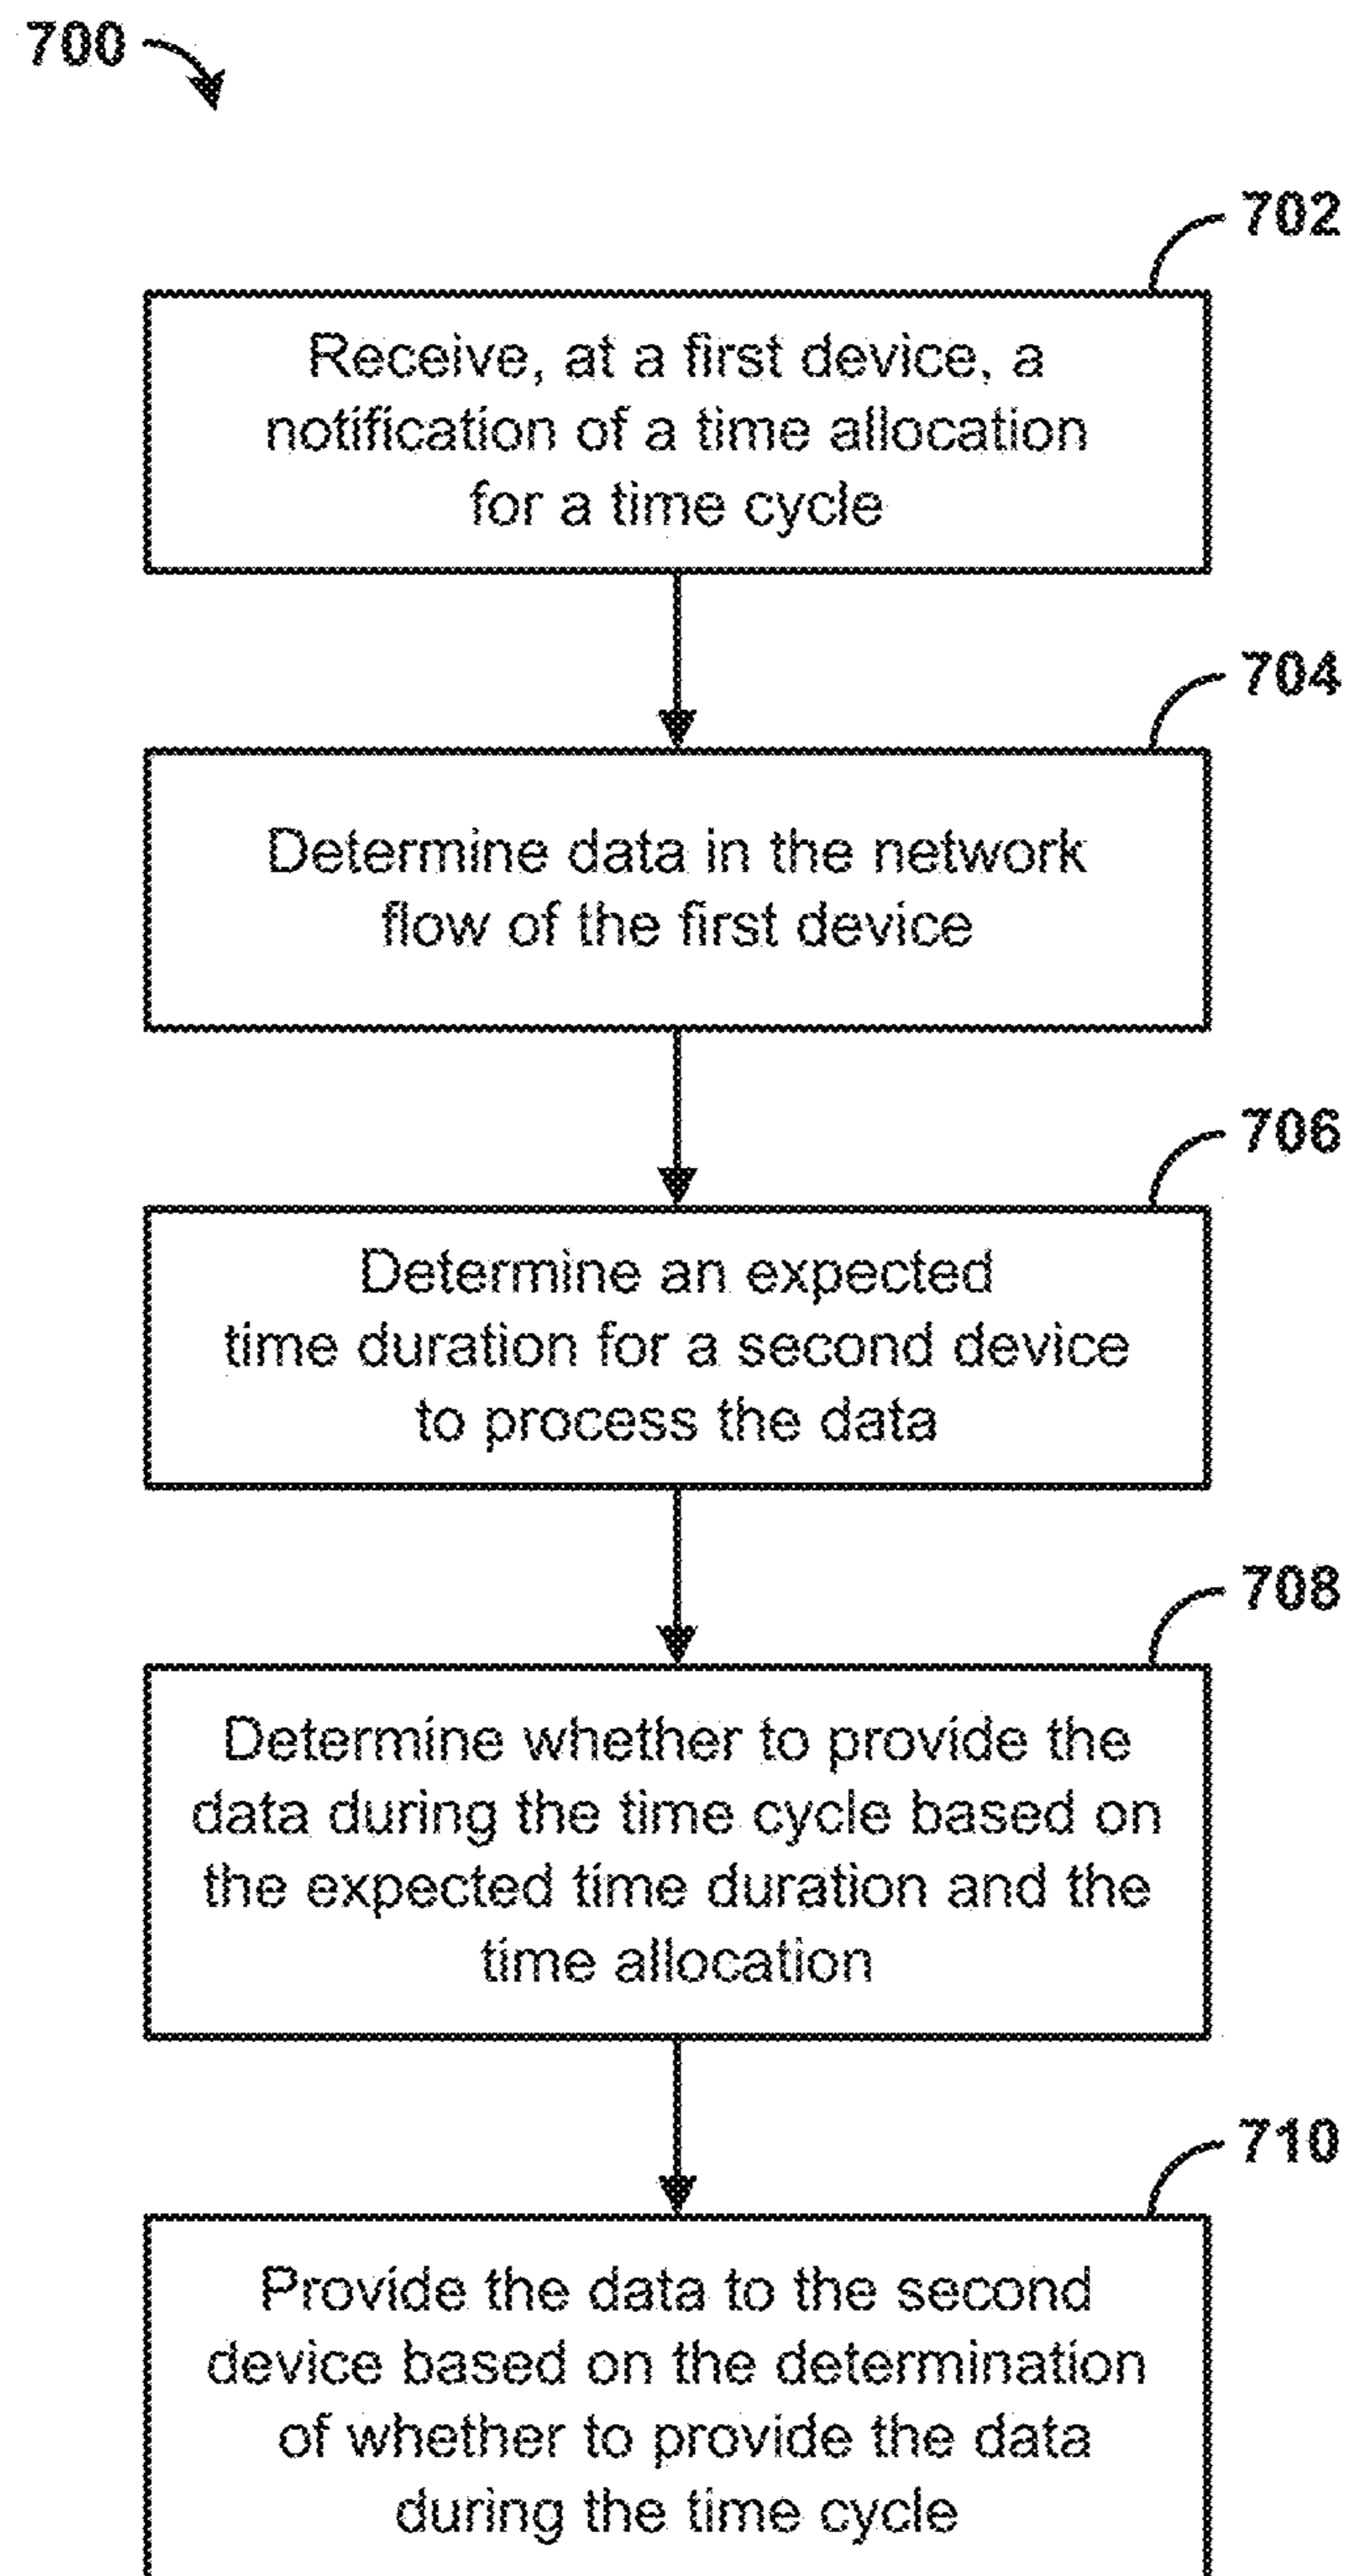 700
702
Receive, at a first device, a
notification of a time allocation
for a time cycle
704
Determine data in the network
flow of the first device
706
Determine an expected
time duration for a second device
to process the data
708
Determine whether to provide the
data during the time cycle based on
the expected time duration and the
time allocation
710
Provide the data to the second
device based on the determination
of whether to provide the data
during the time cycle